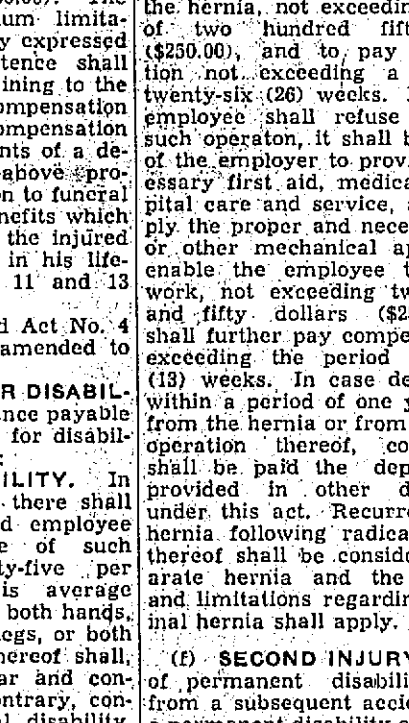 um limita-
y expressed
tence shall
ining to the
ompensation
ompensation
nts of a de-
above pro-
n to funeral
nefits which
the injured
in his life-
11 and 13
d Act No. 4
amended to
R DISABIL-
nce payable
for disabil-
ILITY. In
there shall
d employee
e of such
ty-five per
is average
both hands,
egs, or both
hereof shall,
ar and con-
ontrary, con-
disability.
the hernia, not exceedin
of two hundred fift
($250.00), and to pay
tion not exceeding a
twenty-six (26) weeks.
employee shall refuse
such operaton, it shall b
of the employer to prov
essary first aid, medica
pital care and service,
ply the proper and nece
or other mechanical ap
enable the employee t
work, not exceeding tw
and fifty dollars ($2
shall further pay compe
exceeding the period
(13) weeks. In case de
within a period of one y
from the hernia or from
operation thereof, co
shall be paid the dep
provided in other d
under this act. Recurre
hernia following radica
thereof shall be conside
arate hernia and the
and limitations regardin
inal hernia shall apply.
(f) SECOND INJURY
of permanent disabili
from a subsequent accid